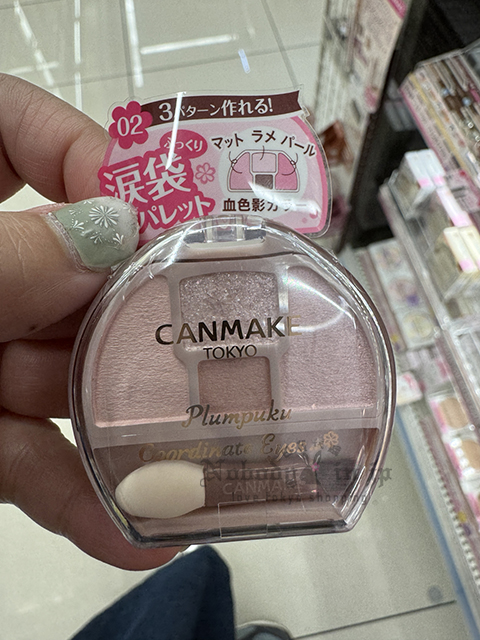 02
3パターン作れる!
ぷっくり
涙袋
パレット
マット ラメ パール
血色影カラー
CANMAKE
TOKYO
Plumpuku
Coordinate Eyes
CANMAKE